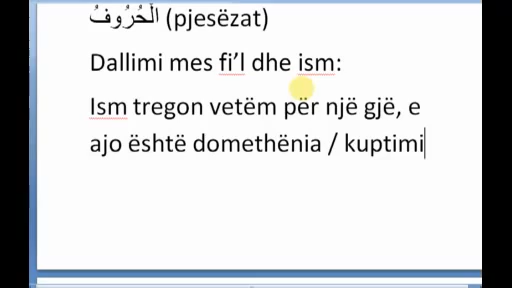 الْحُرُوفُ (pjesëzat)
Dallimi mes fi’l dhe ism:
Ism tregon vetëm për një gjë, e
ajo është domethënia / kuptimi